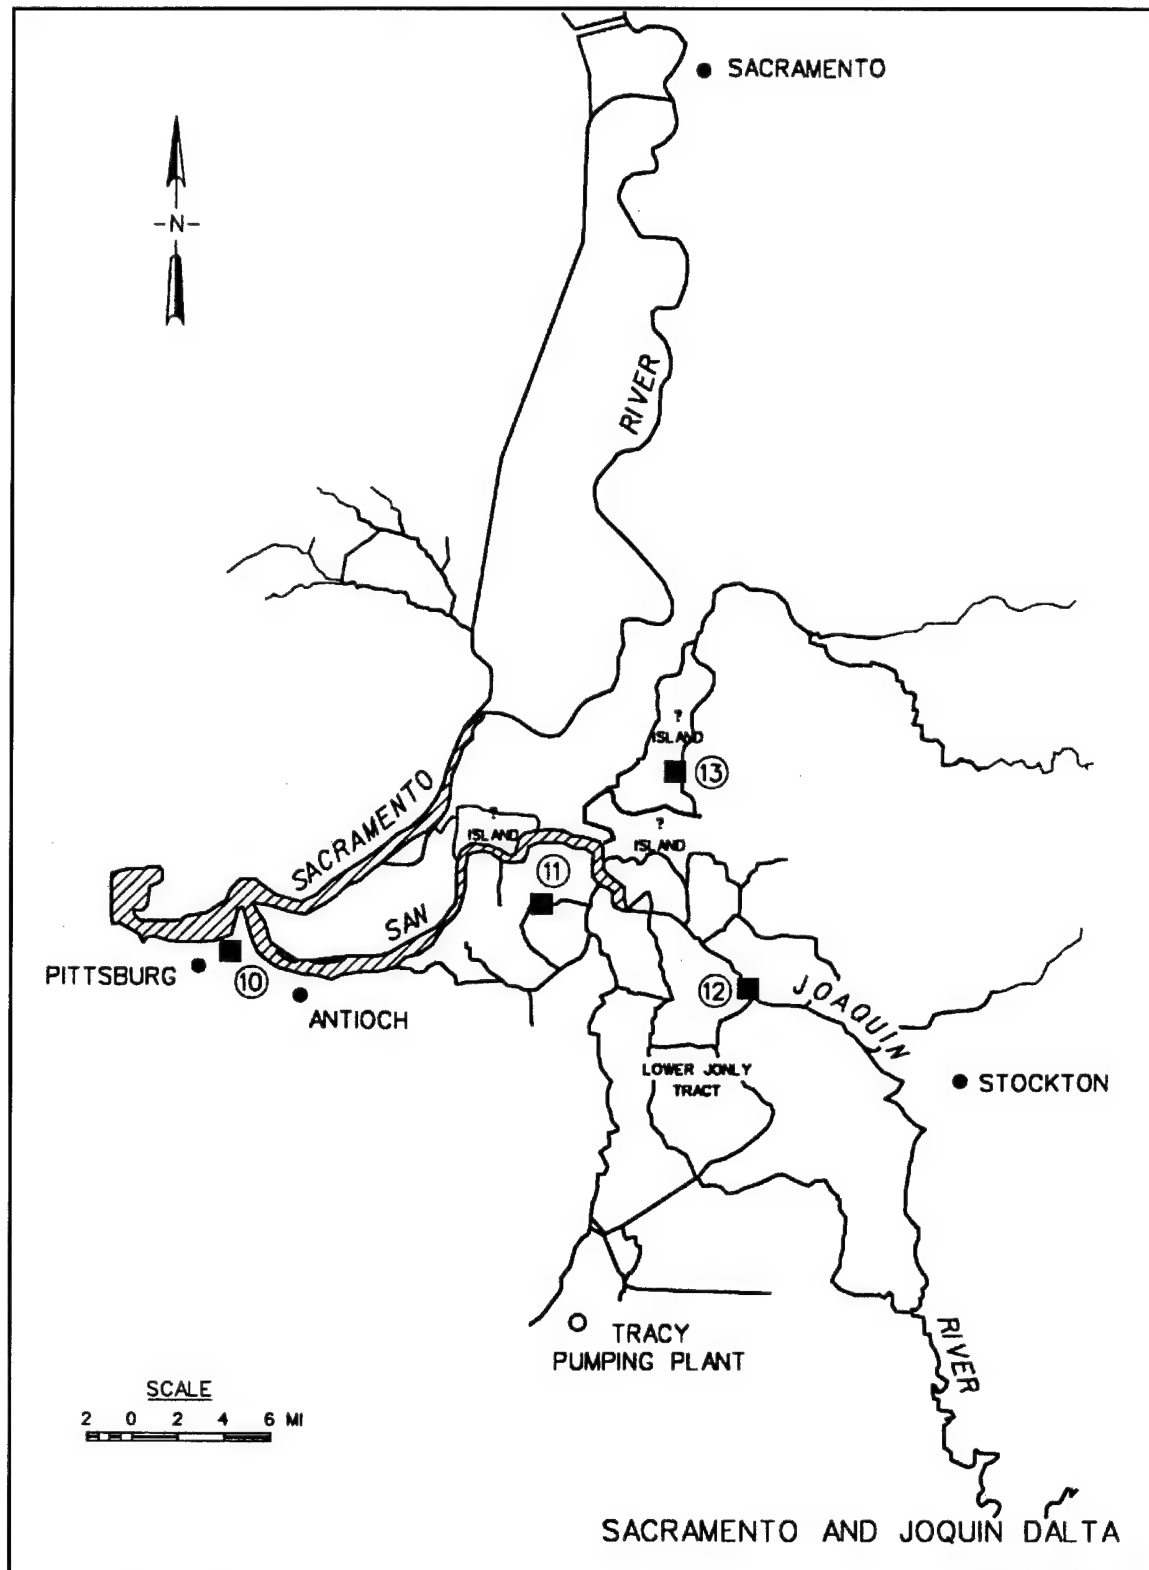 SACRAMENTO
-N-
RIVER
?
ISLAND
13
SACRAMENTO
?
ISLAND
?
ISLAND
11
SAN
PITTSBURG
10
ANTIOCH
12
JOAQUIN
LOWER JONLY
TRACT
STOCKTON
TRACY
PUMPING PLANT
RIVER
SCALE
2 0 2 4 6 MI
SACRAMENTO AND JOQUIN DALTA